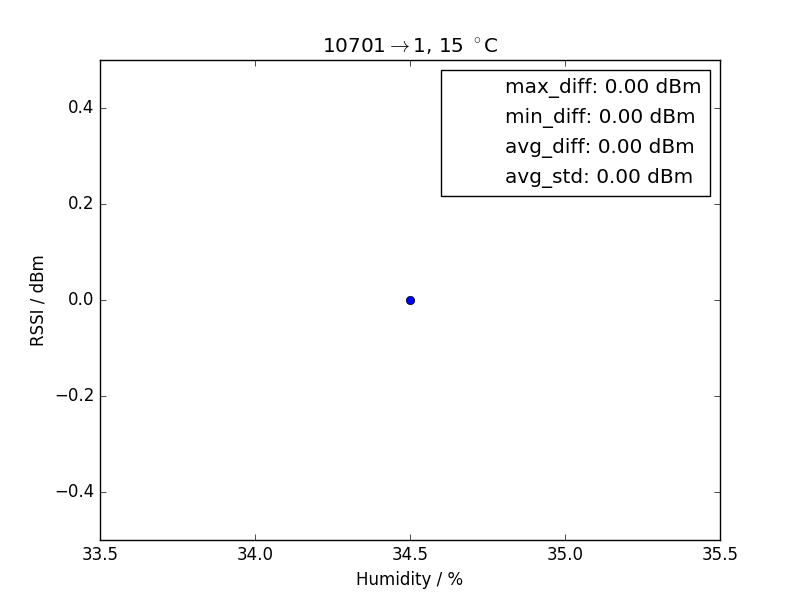 10701→1, 15 °C
max_diff: 0.00 dBm
min_diff: 0.00 dBm
avg_diff: 0.00 dBm
avg_std: 0.00 dBm
RSSI / dBm
0.4
0.2
0.0
−0.2
−0.4
33.5 34.0 34.5 35.0 35.5
Humidity / %